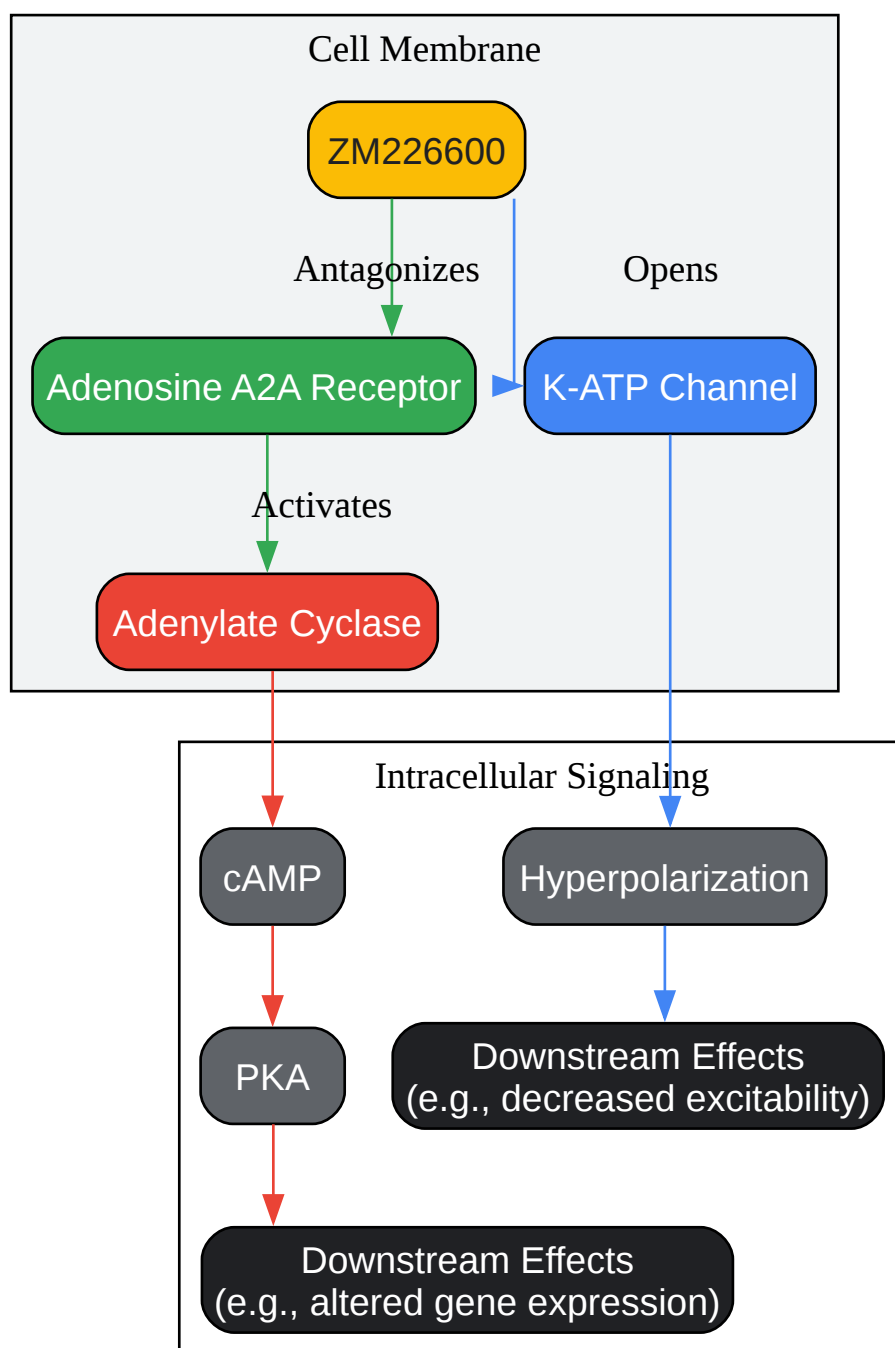 Cell Membrane
ZM226600
Antagonizes
Opens
Adenosine A2A Receptor
K-ATP Channel
Activates
Adenylate Cyclase
Intracellular Signaling
cAMP
Hyperpolarization
PKA
Downstream Effects
(e.g., decreased excitability)
Downstream Effects
(e.g., altered gene expression)